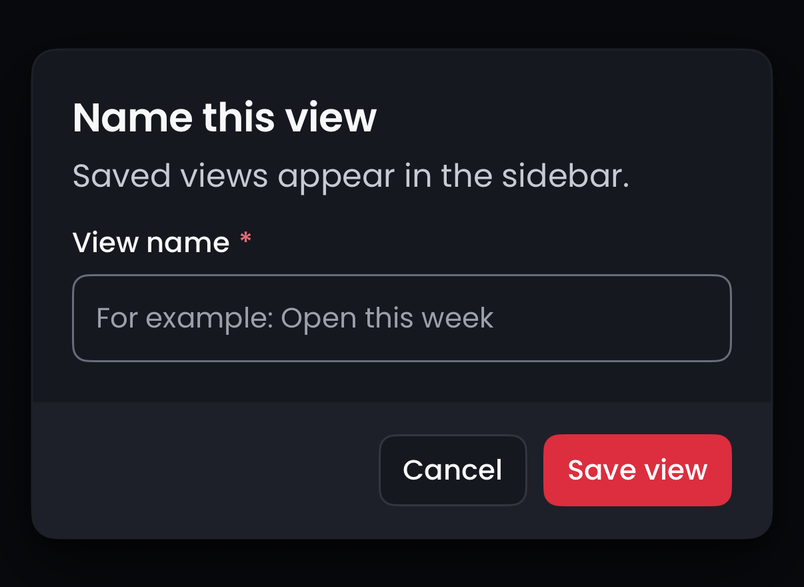 Name this view
Saved views appear in the sidebar.
View name *
For example: Open this week
Cancel
Save view